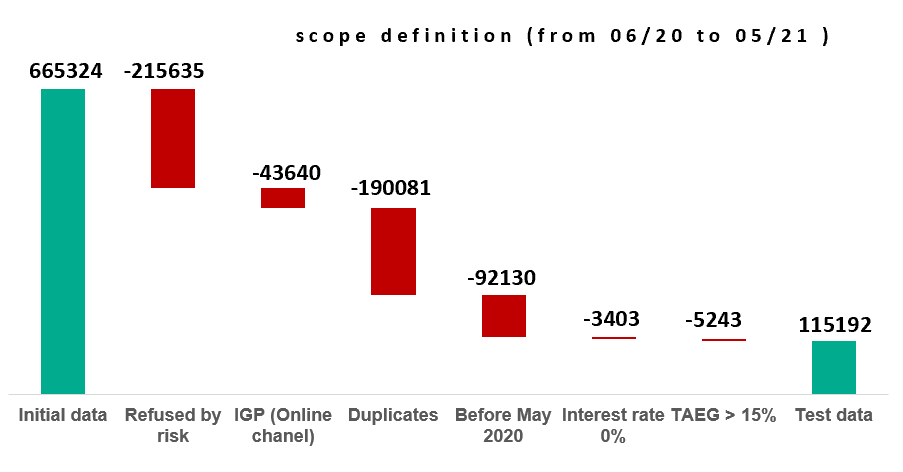 scope definition (from 06/20 to 05/21 )
665324
-215635
-43640
-190081
-92130
-3403
-5243
115192
Initial data
Refused by
risk
IGP (Online
chanel)
Duplicates
Before May
2020
Interest rate
0%
TAEG > 15%
Test data